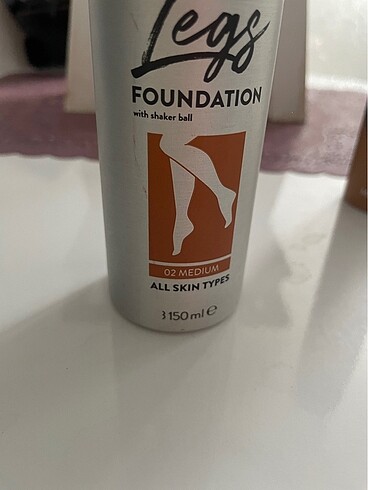 Legs
FOUNDATION
with shaker ball
02 MEDIUM
ALL SKIN TYPES
150 ml ℮